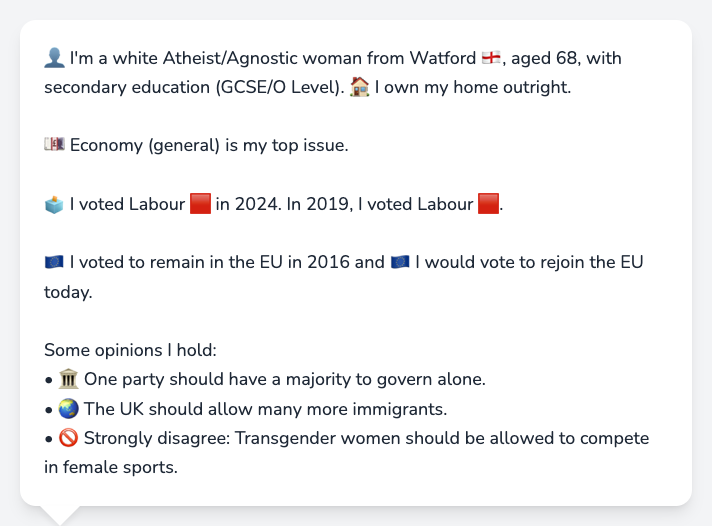 👤 I'm a white Atheist/Agnostic woman from Watford 🏴󠁧󠁢󠁥󠁮󠁧󠁿, aged 68, with
secondary education (GCSE/O Level). 🏠 I own my home outright.
💷 Economy (general) is my top issue.
🗳️ I voted Labour 🟥 in 2024. In 2019, I voted Labour 🟥.
🇪🇺 I voted to remain in the EU in 2016 and 🇪🇺 I would vote to rejoin the EU
today.
Some opinions I hold:
• 🏛️ One party should have a majority to govern alone.
• 🌏 The UK should allow many more immigrants.
• 🚫 Strongly disagree: Transgender women should be allowed to compete
in female sports.